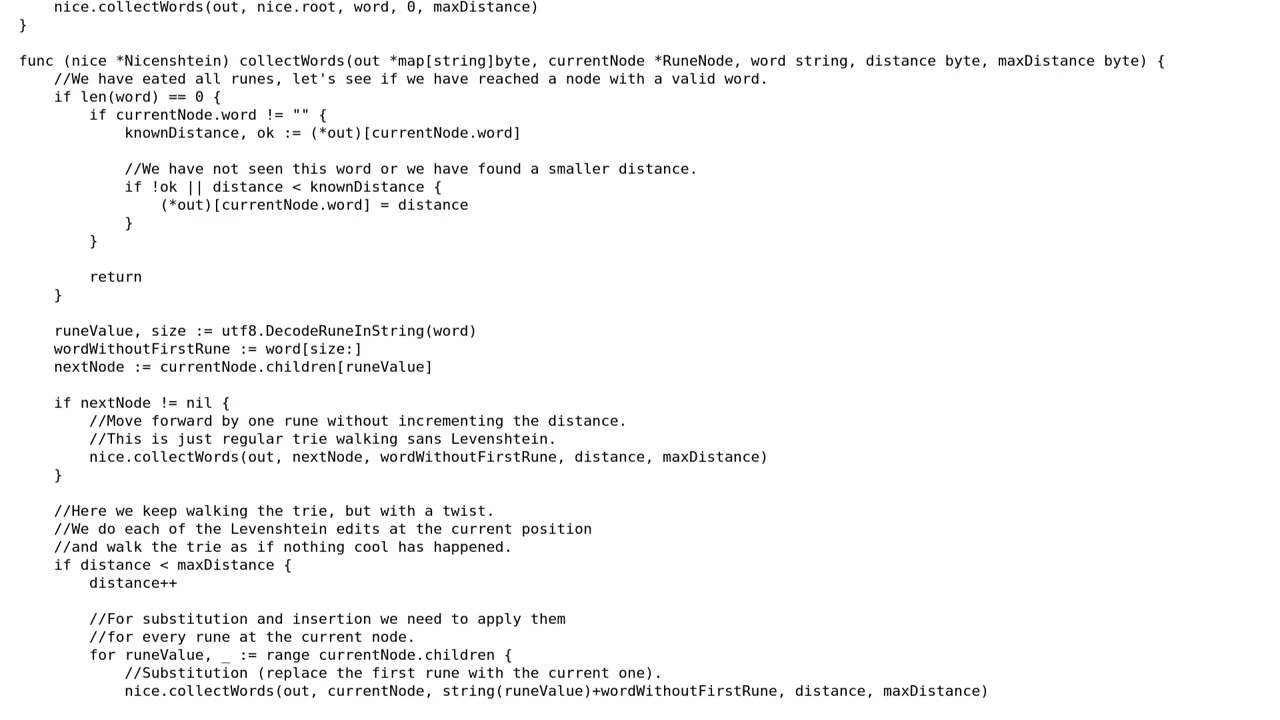 nice.collectWords(out, nice.root, word, 0, maxDistance)
}
func (nice *Nicenshtein) collectWords(out *map[string]byte, currentNode *RuneNode, word string, distance byte, maxDistance byte) {
//We have eated all runes, let's see if we have reached a node with a valid word.
if len(word) == 0 {
if currentNode.word != "" {
knownDistance, ok := (*out)[currentNode.word]
//We have not seen this word or we have found a smaller distance.
if !ok || distance < knownDistance {
(*out)[currentNode.word] = distance
}
}
return
}
runeValue, size := utf8.DecodeRuneInString(word)
wordWithoutFirstRune := word[size:]
nextNode := currentNode.children[runeValue]
if nextNode != nil {
//Move forward by one rune without incrementing the distance.
//This is just regular trie walking sans Levenshtein.
nice.collectWords(out, nextNode, wordWithoutFirstRune, distance, maxDistance)
}
//Here we keep walking the trie, but with a twist.
//We do each of the Levenshtein edits at the current position
//and walk the trie as if nothing cool has happened.
if distance < maxDistance {
distance++
//For substitution and insertion we need to apply them
//for every rune at the current node.
for runeValue, _ := range currentNode.children {
//Substitution (replace the first rune with the current one).
nice.collectWords(out, currentNode, string(runeValue)+wordWithoutFirstRune, distance, maxDistance)